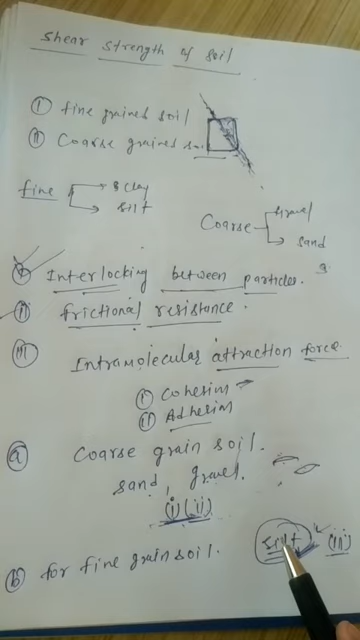 Shear strength of soil
(I) fine grained soil
(II) Coarse grained soil
fine → clay
→ silt
Coarse → Gravel
→ sand
(I) Interlocking between particles.
(II) frictional resistance.
(III) Intramolecular attraction force.
(I) Cohesim
(II) Adhesim
(a) Coarse grain soil.
sand, gravel.
(i) (ii)
silt (iii)
(b) for fine grain soil.